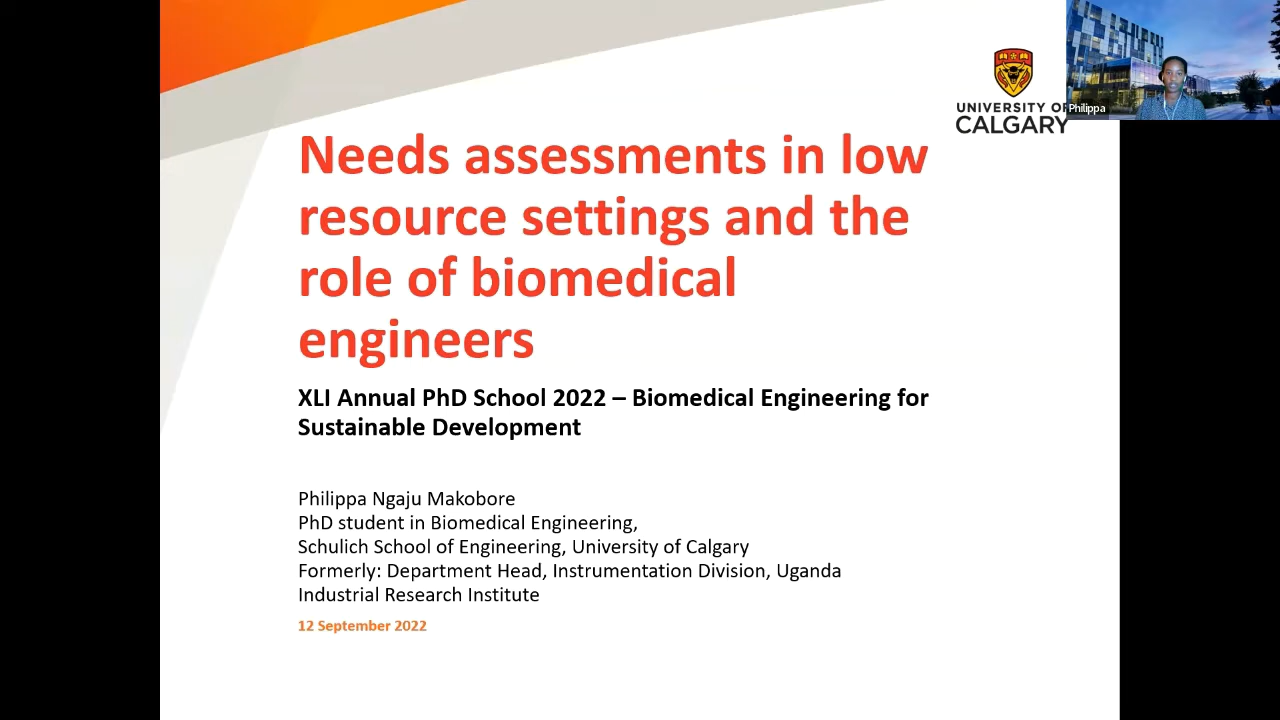 UNIVERSITY OF
CALGARY
Philippa
Needs assessments in low
resource settings and the
role of biomedical
engineers
XLI Annual PhD School 2022 – Biomedical Engineering for
Sustainable Development
Philippa Ngaju Makobore
PhD student in Biomedical Engineering,
Schulich School of Engineering, University of Calgary
Formerly: Department Head, Instrumentation Division, Uganda
Industrial Research Institute
12 September 2022